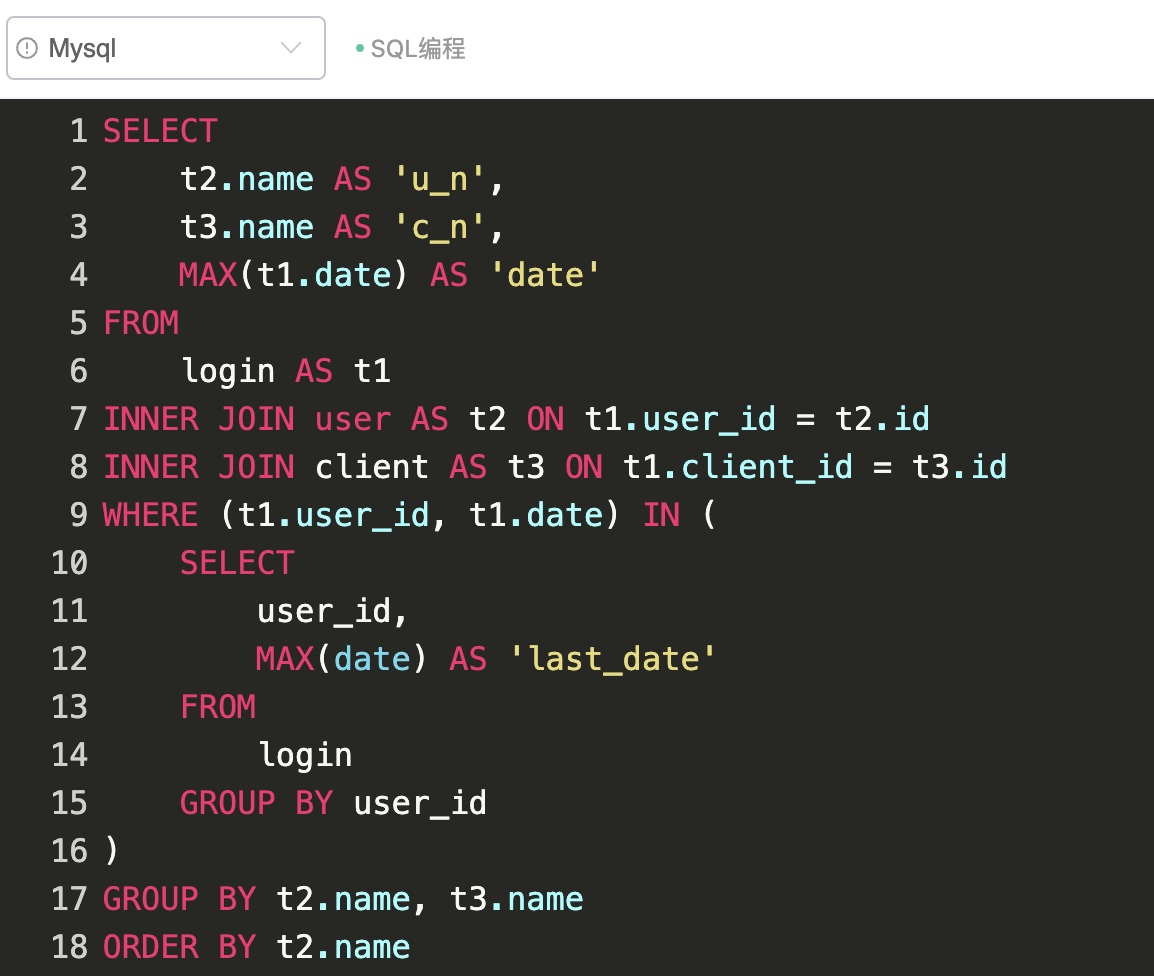 Mysql
SQL编程
1 SELECT
2     t2.name AS 'u_n',
3     t3.name AS 'c_n',
4     MAX(t1.date) AS 'date'
5 FROM
6     login AS t1
7 INNER JOIN user AS t2 ON t1.user_id = t2.id
8 INNER JOIN client AS t3 ON t1.client_id = t3.id
9 WHERE (t1.user_id, t1.date) IN (
10     SELECT
11         user_id,
12         MAX(date) AS 'last_date'
13     FROM
14         login
15     GROUP BY user_id
16 )
17 GROUP BY t2.name, t3.name
18 ORDER BY t2.name